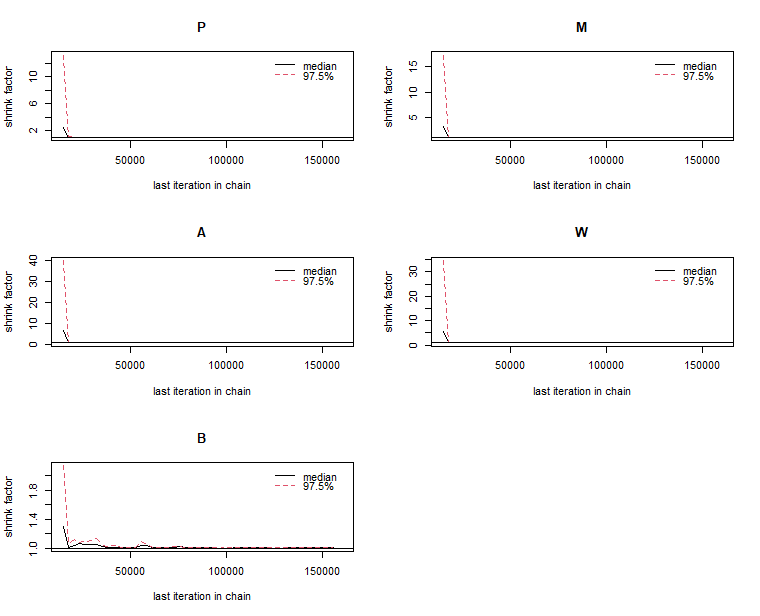 P
shrink factor
2 6 10
median
97.5%
50000 100000 150000
last iteration in chain
M
shrink factor
5 10 15
median
97.5%
50000 100000 150000
last iteration in chain
A
shrink factor
0 10 20 30 40
median
97.5%
50000 100000 150000
last iteration in chain
W
shrink factor
0 10 20 30
median
97.5%
50000 100000 150000
last iteration in chain
B
shrink factor
1.0 1.4 1.8
median
97.5%
50000 100000 150000
last iteration in chain